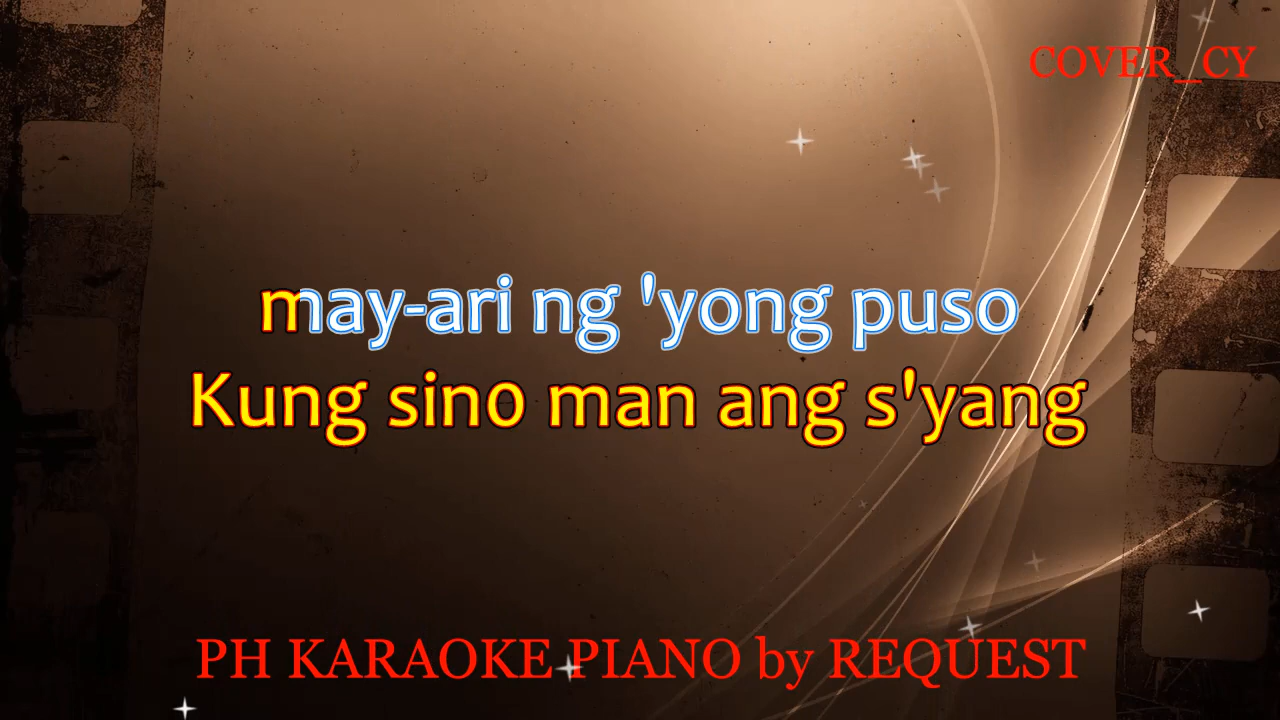 COVER_CY
may-ari ng 'yong puso
Kung sino man ang s'yang
PH KARAOKE PIANO by REQUEST